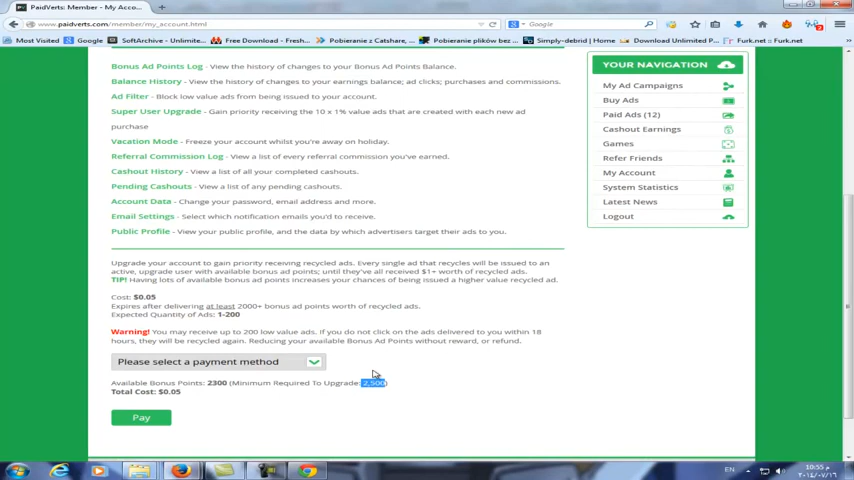 PaidVerts: Member - My Acco...
www.paidverts.com/member/my_account.html
Google
Most Visited
Google
SoftArchive - Unlimite...
Free Download - Fresh...
Pobieranie z Catshare, ...
Pobieranie plików bez ...
Simply-debrid | Home
Download Unlimited P...
Furk.net :: Furk.net
Bonus Ad Points Log - View the history of changes to your Bonus Ad Points Balance.
Balance History - View the history of changes to your earnings balance; ad clicks; purchases and commissions.
Ad Filter - Block low value ads from being issued to your account.
Super User Upgrade - Gain priority receiving the 10 x 1% value ads that are created with each new ad
purchase
Vacation Mode - Freeze your account whilst you're away on holiday.
Referral Commission Log - View a list of every referral commission you've earned.
Cashout History - View a list of all your completed cashouts.
Pending Cashouts - View a list of any pending cashouts.
Account Data - Change your password, email address and more.
Email Settings - Select which notification emails you'd to receive.
Public Profile - View your public profile, and the data by which advertisers target their ads to you.
YOUR NAVIGATION
My Ad Campaigns
Buy Ads
Paid Ads (12)
Cashout Earnings
Games
Refer Friends
My Account
System Statistics
Latest News
Logout
Upgrade your account to gain priority receiving recycled ads. Every single ad that recycles will be issued to an
active, upgrade user with available bonus ad points; until they've all received $1+ worth of recycled ads.
TIP! Having lots of available bonus ad points increases your chances of being issued a higher value recycled ad.
Cost: $0.05
Expires after delivering at least 2000+ bonus ad points worth of recycled ads.
Expected Quantity of Ads: 1-200
Warning! You may receive up to 200 low value ads. If you do not click on the ads delivered to you within 18
hours, they will be recycled again. Reducing your available Bonus Ad Points without reward, or refund.
Please select a payment method
Available Bonus Points: 2300 (Minimum Required To Upgrade: 2,500)
Total Cost: $0.05
Pay
EN
10:55 م
٢٠١٤/٠٧/١٦